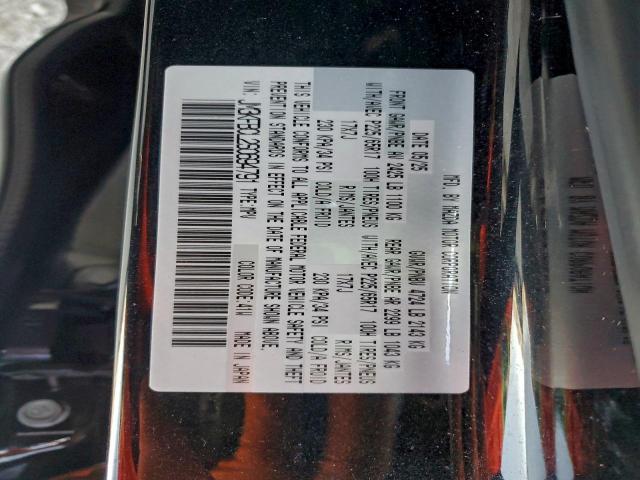 MFD. BY MAZDA MOTOR CORPORATION
DATE 05/25 GVWR/PNBV 4724 LB 2143 KG
FRONT GAWR/PNBE AV 2425 LB 1100 KG REAR GAWR/PNBE AR 2299 LB 1043 KG
WITH/AVEC P225/65R17 100H TIRES/PNEUS WITH/AVEC P225/65R17 100H TIRES/PNEUS
17X7J RIMS/JANTES 17X7J RIMS/JANTES
230 KPA/34 PSI COLD/A FROID 230 KPA/34 PSI COLD/A FROID
THIS VEHICLE CONFORMS TO ALL APPLICABLE FEDERAL MOTOR VEHICLE SAFETY AND THEFT
PREVENTION STANDARDS IN EFFECT ON THE DATE OF MANUFACTURE SHOWN ABOVE.
VIN: JM3KFBCL2S0694791 TYPE:MPV COLOR CODE: MADE IN JAPAN